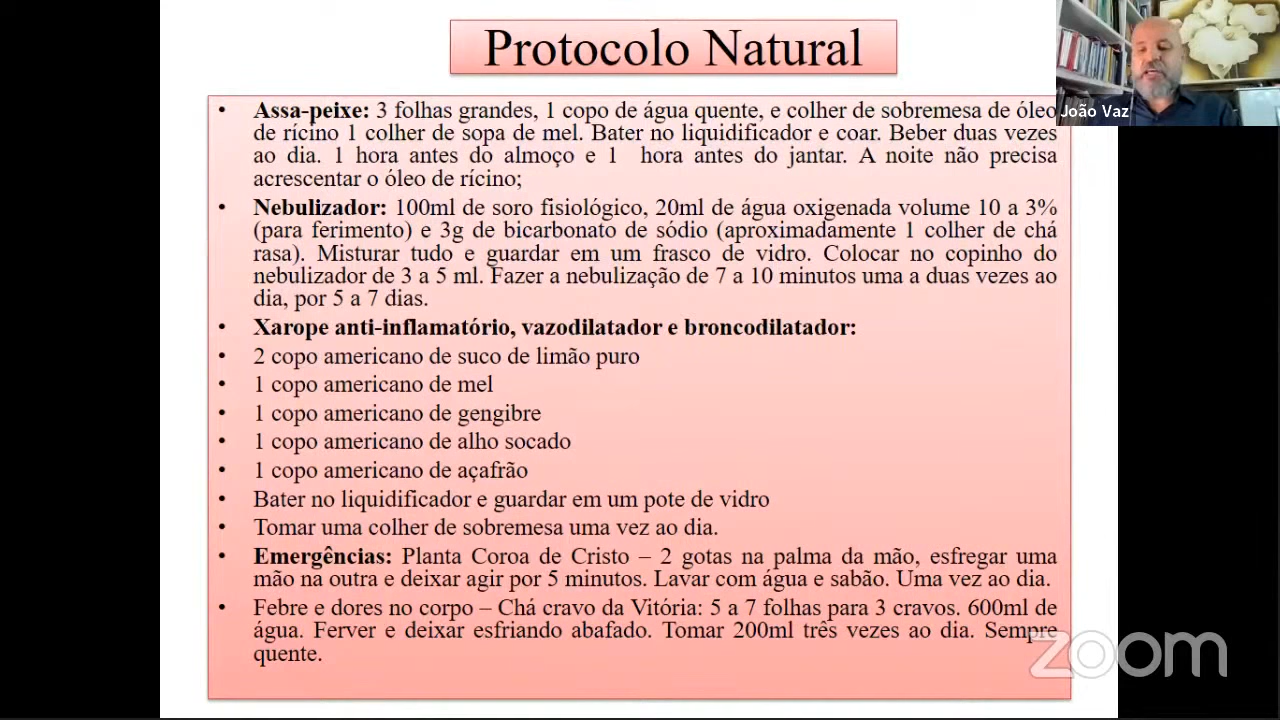 Protocolo Natural
João Vaz
• Assa-peixe: 3 folhas grandes, 1 copo de água quente, e colher de sobremesa de óleo
de rícino 1 colher de sopa de mel. Bater no liquidificador e coar. Beber duas vezes
ao dia. 1 hora antes do almoço e 1 hora antes do jantar. A noite não precisa
acrescentar o óleo de rícino;
• Nebulizador: 100ml de soro fisiológico, 20ml de água oxigenada volume 10 a 3%
(para ferimento) e 3g de bicarbonato de sódio (aproximadamente 1 colher de chá
rasa). Misturar tudo e guardar em um frasco de vidro. Colocar no copinho do
nebulizador de 3 a 5 ml. Fazer a nebulização de 7 a 10 minutos uma a duas vezes ao
dia, por 5 a 7 dias.
• Xarope anti-inflamatório, vazodilatador e broncodilatador:
• 2 copo americano de suco de limão puro
• 1 copo americano de mel
• 1 copo americano de gengibre
• 1 copo americano de alho socado
• 1 copo americano de açafrão
• Bater no liquidificador e guardar em um pote de vidro
• Tomar uma colher de sobremesa uma vez ao dia.
• Emergências: Planta Coroa de Cristo – 2 gotas na palma da mão, esfregar uma
mão na outra e deixar agir por 5 minutos. Lavar com água e sabão. Uma vez ao dia.
• Febre e dores no corpo – Chá cravo da Vitória: 5 a 7 folhas para 3 cravos. 600ml de
água. Ferver e deixar esfriando abafado. Tomar 200ml três vezes ao dia. Sempre
quente.
zoom